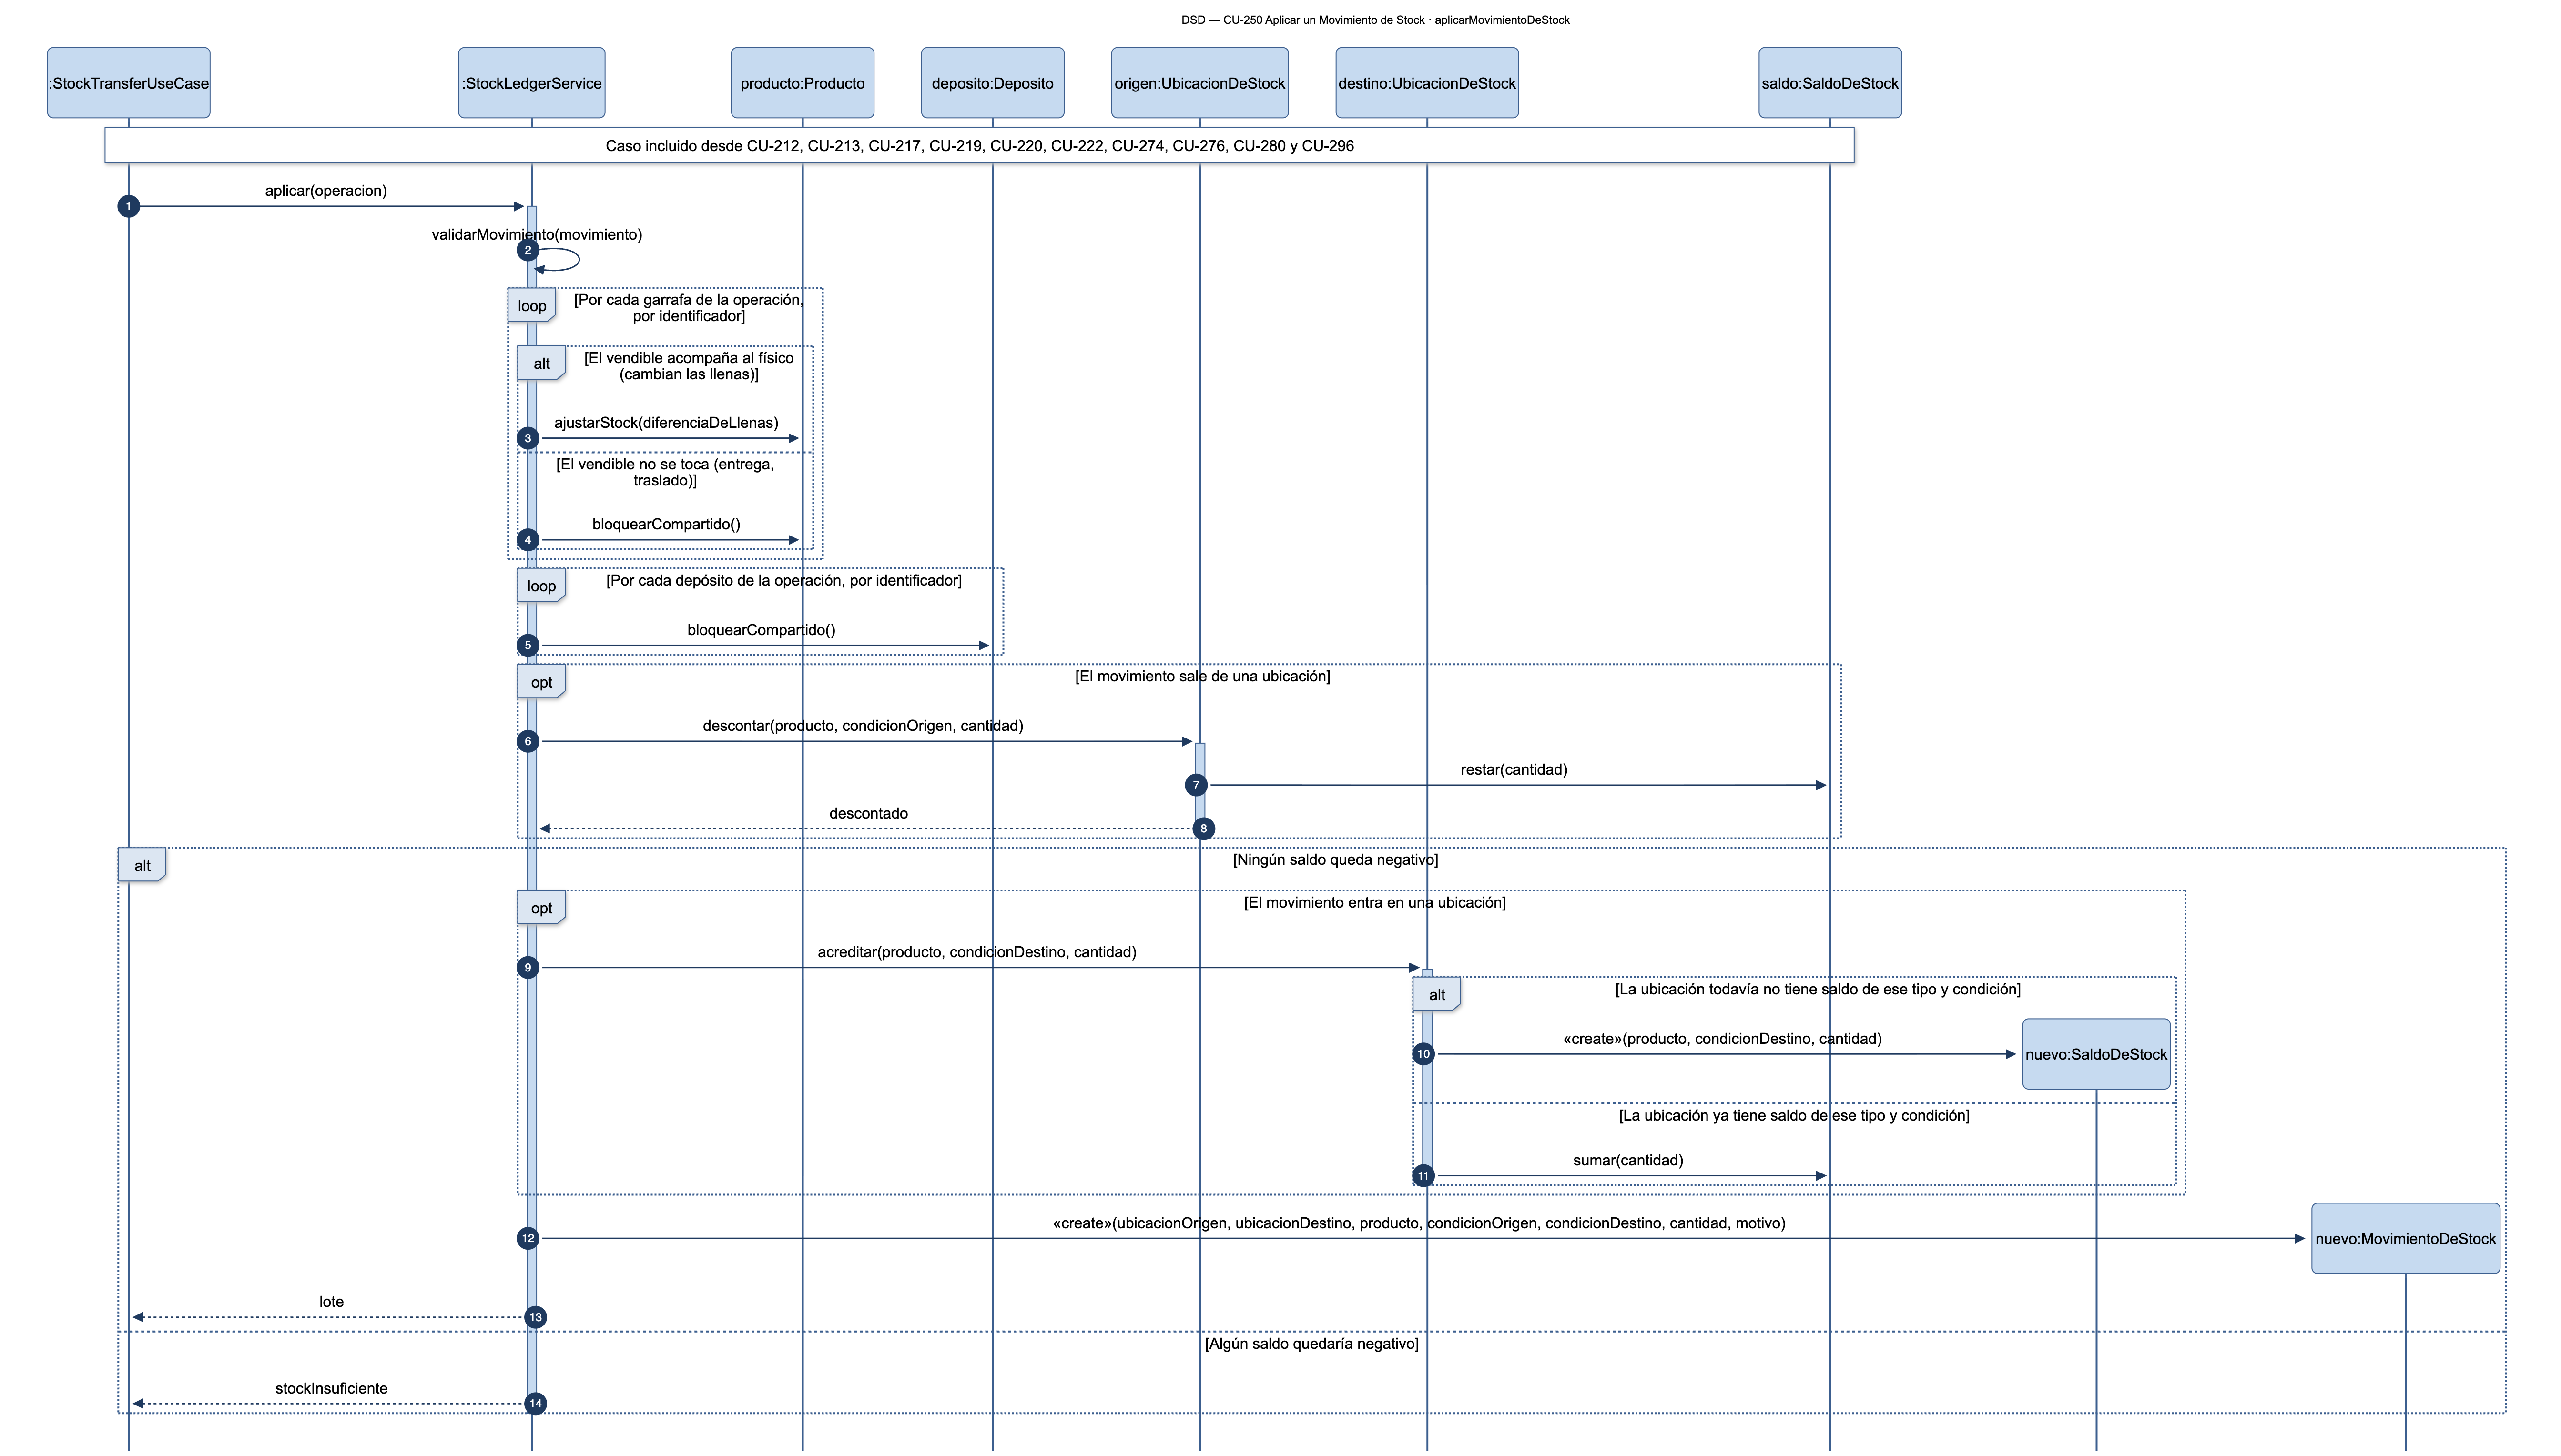 DSD — CU-250 Aplicar un Movimiento de Stock · aplicarMovimientoDeStock
:StockTransferUseCase
:StockLedgerService
producto:Producto
deposito:Deposito
origen:UbicacionDeStock
destino:UbicacionDeStock
saldo:SaldoDeStock
Caso incluido desde CU-212, CU-213, CU-217, CU-219, CU-220, CU-222, CU-274, CU-276, CU-280 y CU-296
aplicar(operacion)
1
validarMovimiento(movimiento)
2
loop
[Por cada garrafa de la operación,
por identificador]
alt
[El vendible acompaña al físico
(cambian las llenas)]
ajustarStock(diferenciaDeLlenas)
3
[El vendible no se toca (entrega,
traslado)]
bloquearCompartido()
4
loop
[Por cada depósito de la operación, por identificador]
bloquearCompartido()
5
opt
[El movimiento sale de una ubicación]
descontar(producto, condicionOrigen, cantidad)
6
restar(cantidad)
7
descontado
8
alt
[Ningún saldo queda negativo]
opt
[El movimiento entra en una ubicación]
acreditar(producto, condicionDestino, cantidad)
9
alt
[La ubicación todavía no tiene saldo de ese tipo y condición]
«create»(producto, condicionDestino, cantidad)
10
nuevo:SaldoDeStock
[La ubicación ya tiene saldo de ese tipo y condición]
sumar(cantidad)
11
«create»(ubicacionOrigen, ubicacionDestino, producto, condicionOrigen, condicionDestino, cantidad, motivo)
12
nuevo:MovimientoDeStock
lote
13
[Algún saldo quedaría negativo]
stockInsuficiente
14